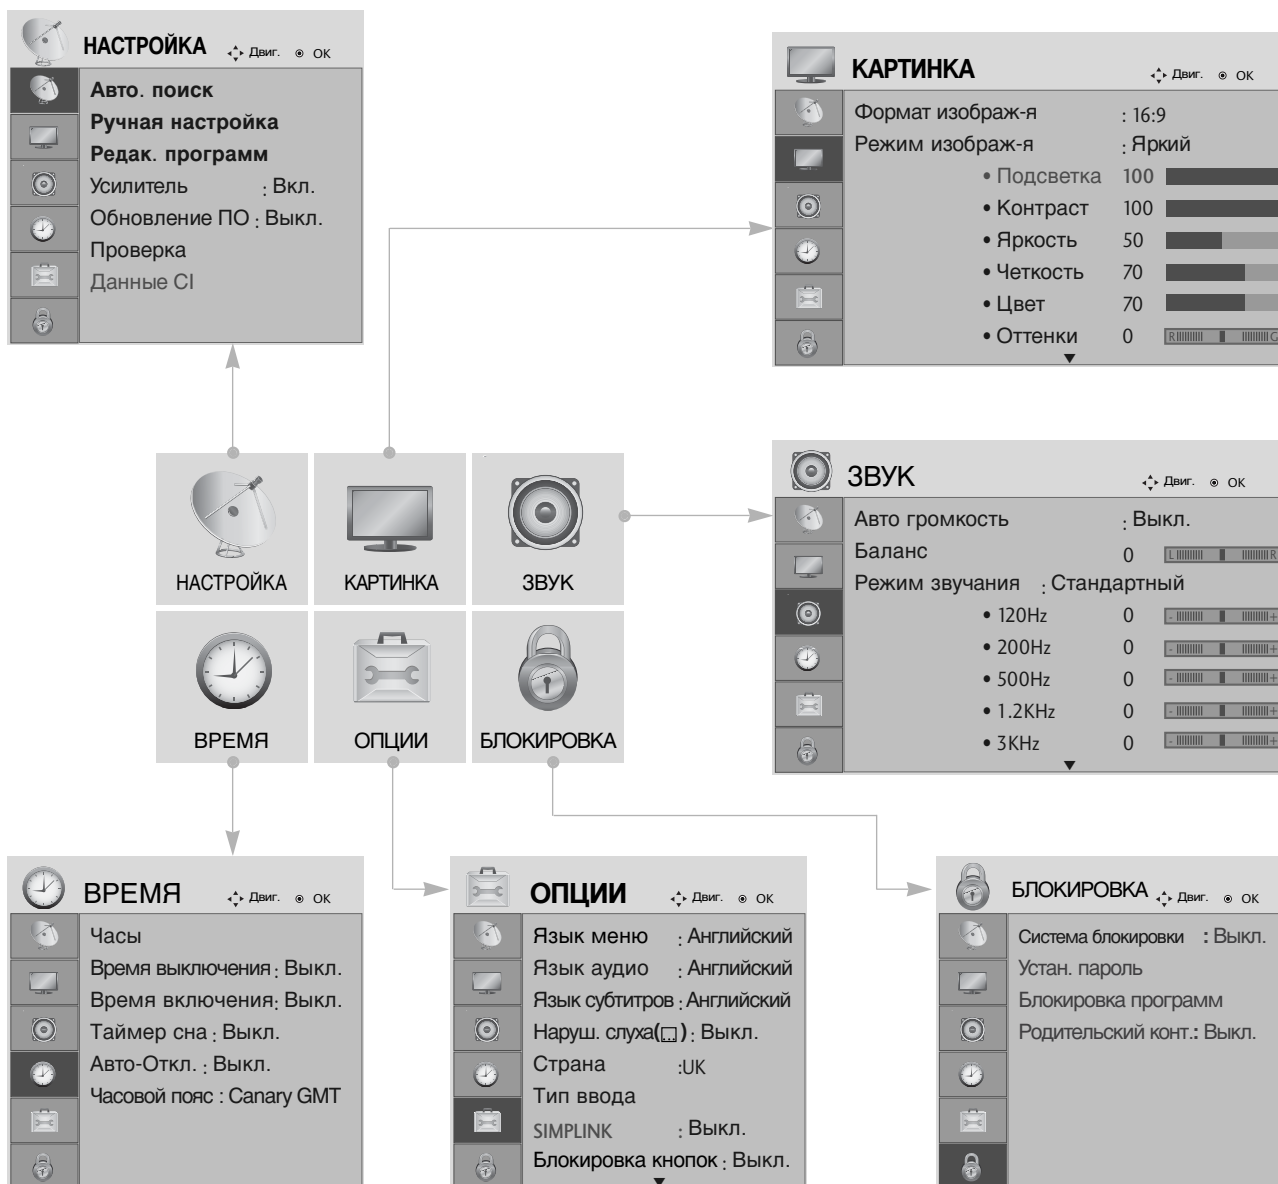 НАСТРОЙКА Двиг. OK
Авто. поиск
Ручная настройка
Редак. программ
Усилитель : Вкл.
Обновление ПО : Выкл.
Проверка
Данные CI
КАРТИНКА Двиг. OK
Формат изображ-я : 16:9
Режим изображ-я : Яркий
• Подсветка 100
• Контраст 100
• Яркость 50
• Четкость 70
• Цвет 70
• Оттенки 0 R G
НАСТРОЙКА КАРТИНКА ЗВУК
ВРЕМЯ ОПЦИИ БЛОКИРОВКА
ЗВУК Двиг. OK
Авто громкость : Выкл.
Баланс 0 L R
Режим звучания : Стандартный
• 120Hz 0 - +
• 200Hz 0 - +
• 500Hz 0 - +
• 1.2KHz 0 - +
• 3KHz 0 - +
ВРЕМЯ Двиг. OK
Часы
Время выключения : Выкл.
Время включения : Выкл.
Таймер сна : Выкл.
Авто-Откл. : Выкл.
Часовой пояс : Canary GMT
ОПЦИИ Двиг. OK
Язык меню : Английский
Язык аудио : Английский
Язык субтитров : Английский
Наруш. слуха( ) : Выкл.
Страна :UK
Тип ввода
SIMPLINK : Выкл.
Блокировка кнопок : Выкл.
БЛОКИРОВКА Двиг. OK
Система блокировки : Выкл.
Устан. пароль
Блокировка программ
Родительский конт.: Выкл.